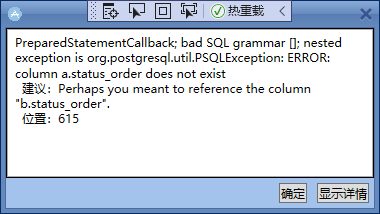 热重载
PreparedStatementCallback; bad SQL grammar []; nested
exception is org.postgresql.util.PSQLException: ERROR:
column a.status_order does not exist
建议：Perhaps you meant to reference the column
"b.status_order".
位置：615
确定 显示详情